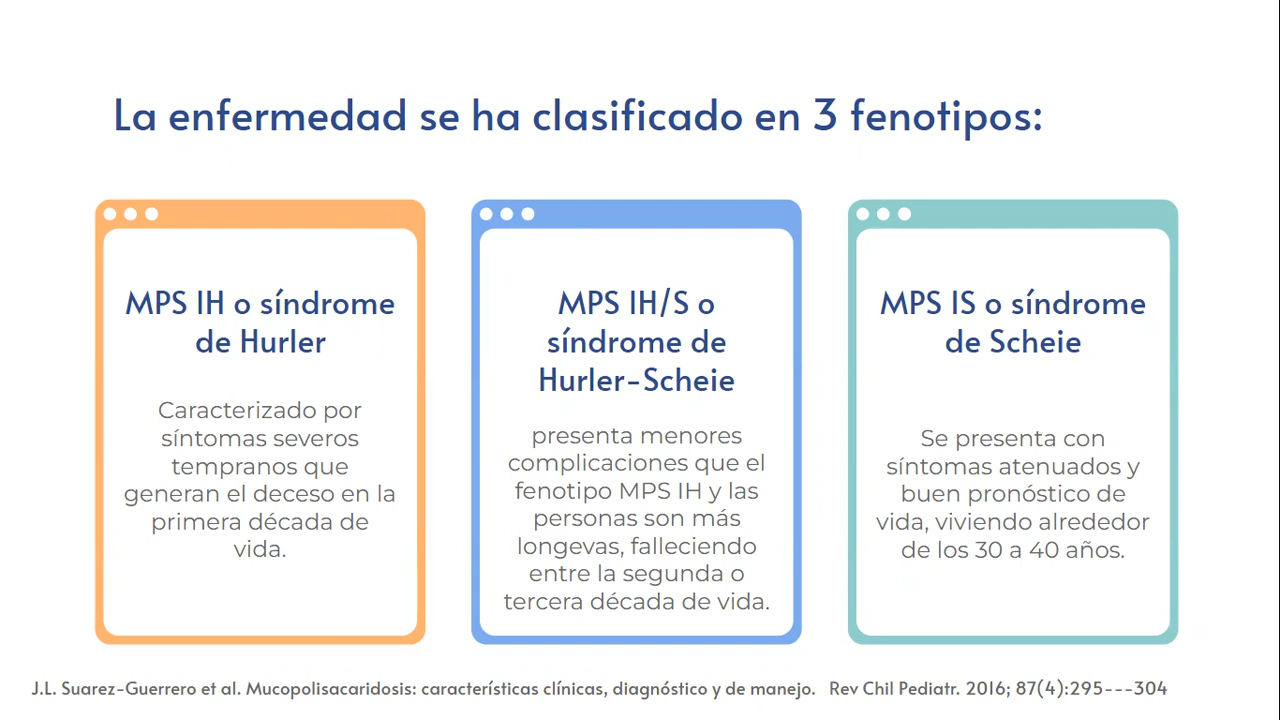 La enfermedad se ha clasificado en 3 fenotipos:
MPS IH o síndrome
de Hurler
Caracterizado por
síntomas severos
tempranos que
generan el deceso en la
primera década de
vida.
MPS IH/S o
síndrome de
Hurler-Scheie
presenta menores
complicaciones que el
fenotipo MPS IH y las
personas son más
longevas, falleciendo
entre la segunda o
tercera década de vida.
MPS IS o síndrome
de Scheie
Se presenta con
síntomas atenuados y
buen pronóstico de
vida, viviendo alrededor
de los 30 a 40 años.
J.L. Suarez-Guerrero et al. Mucopolisacaridosis: características clínicas, diagnóstico y de manejo. Rev Chil Pediatr. 2016; 87(4):295---304